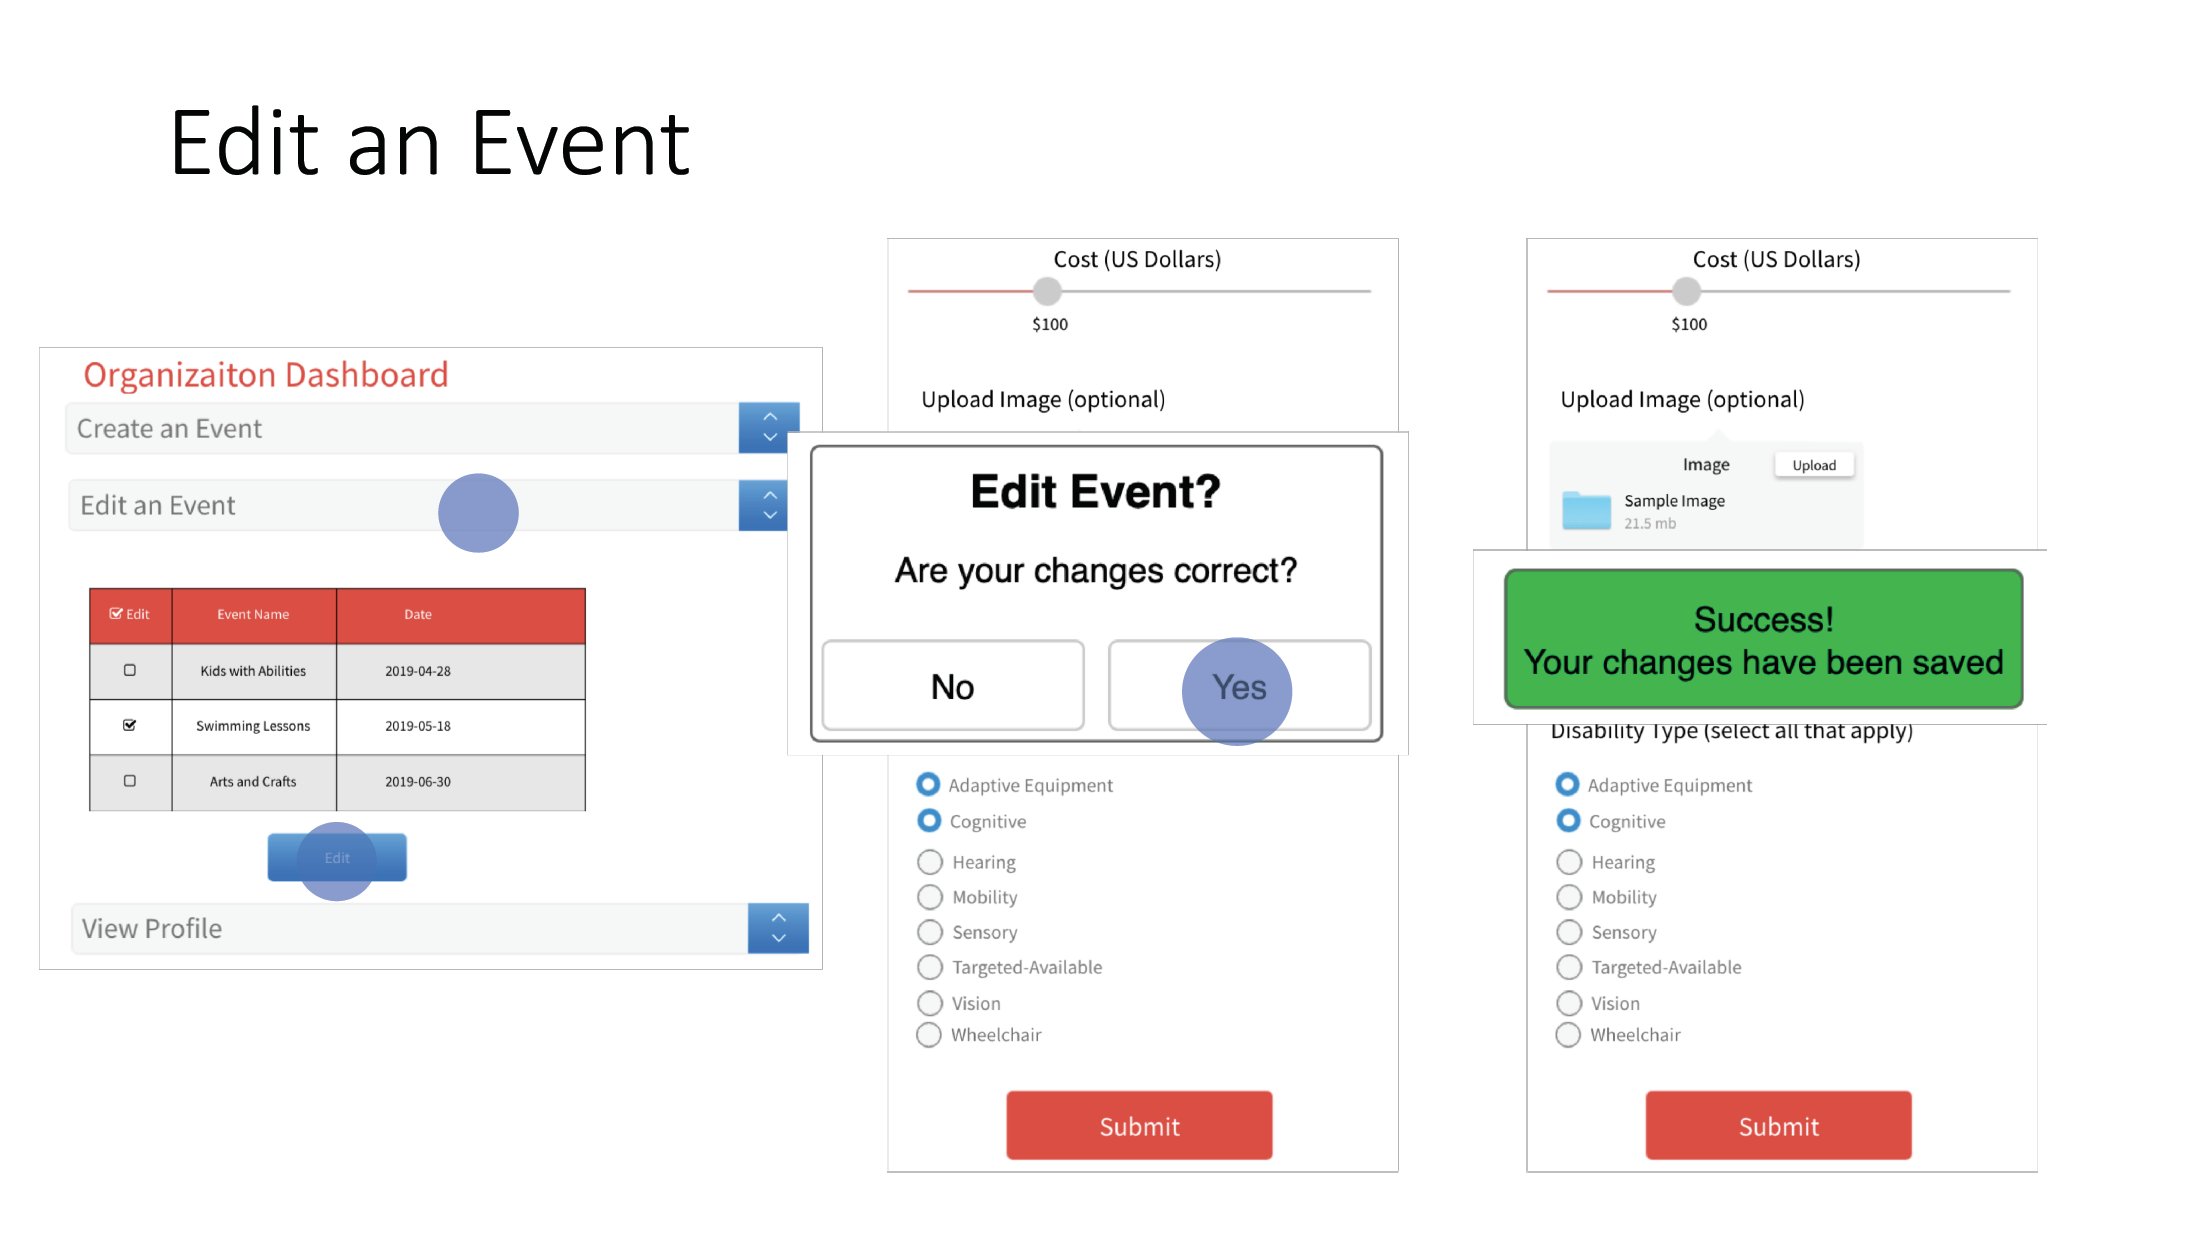 Edit an Event
Organizaiton Dashboard
Create an Event
Edit an Event
Edit Event Name Date
Kids with Abilities 2019-04-28
Swimming Lessons 2019-05-18
Arts and Crafts 2019-06-30
Edit
View Profile
Cost (US Dollars)
$100
Upload Image (optional)
Edit Event?
Are your changes correct?
No Yes
Adaptive Equipment
Cognitive
Hearing
Mobility
Sensory
Targeted-Available
Vision
Wheelchair
Submit
Cost (US Dollars)
$100
Upload Image (optional)
Image Upload
Sample Image
21.5 mb
Success!
Your changes have been saved
Disability Type (select all that apply)
Adaptive Equipment
Cognitive
Hearing
Mobility
Sensory
Targeted-Available
Vision
Wheelchair
Submit